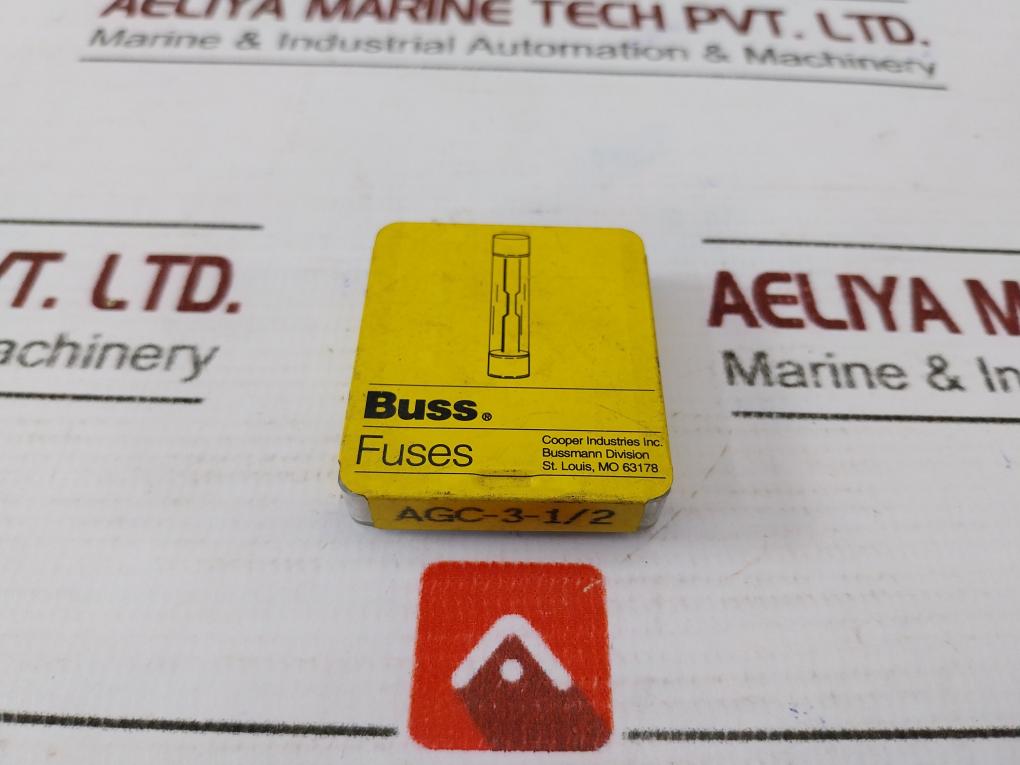 AELIYA MARINE TECH PVT. LTD.
Marine & Industrial Automation & Machinery
VT. LTD.
achinery
AELIYA M
Marine & In
Buss®
Fuses
Cooper Industries Inc.
Bussmann Division
St. Louis, MO 63178
AGC-3-1/2